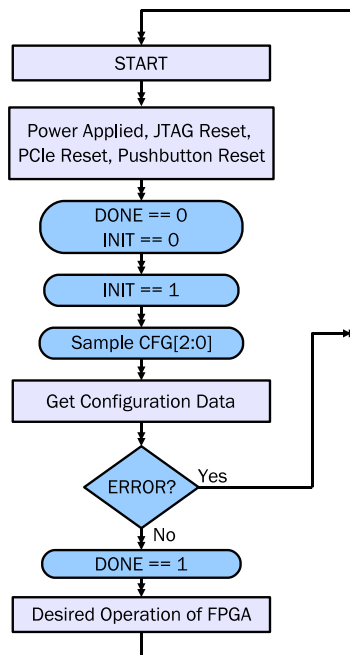 START
Power Applied, JTAG Reset,
PCIe Reset, Pushbutton Reset
DONE == 0
INIT == 0
INIT == 1
Sample CFG[2:0]
Get Configuration Data
ERROR?
Yes
No
DONE == 1
Desired Operation of FPGA